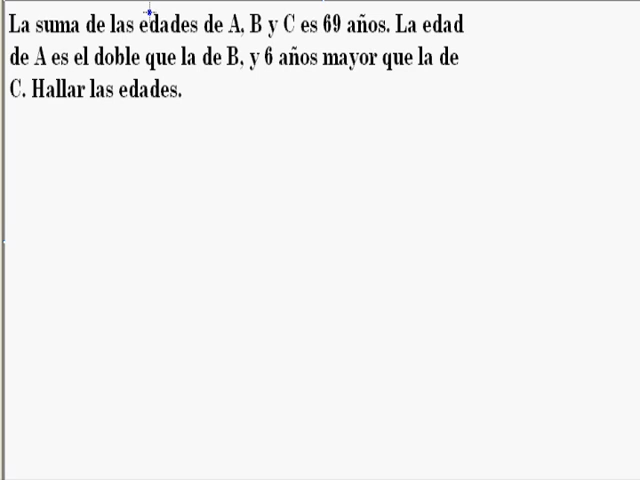 La suma de las edades de A, B y C es 69 años. La edad
de A es el doble que la de B, y 6 años mayor que la de
C. Hallar las edades.